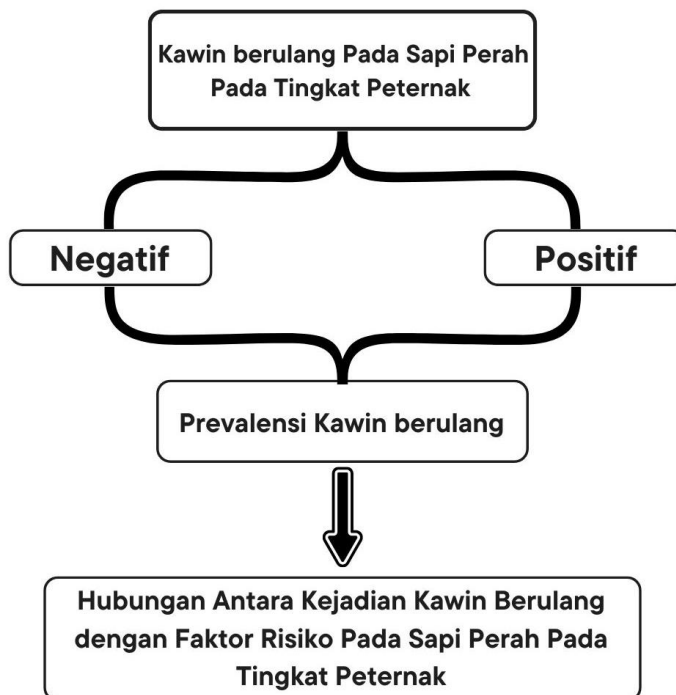 Kawin berulang Pada Sapi Perah
Pada Tingkat Peternak
Negatif
Positif
Prevalensi Kawin berulang
Hubungan Antara Kejadian Kawin Berulang
dengan Faktor Risiko Pada Sapi Perah Pada
Tingkat Peternak